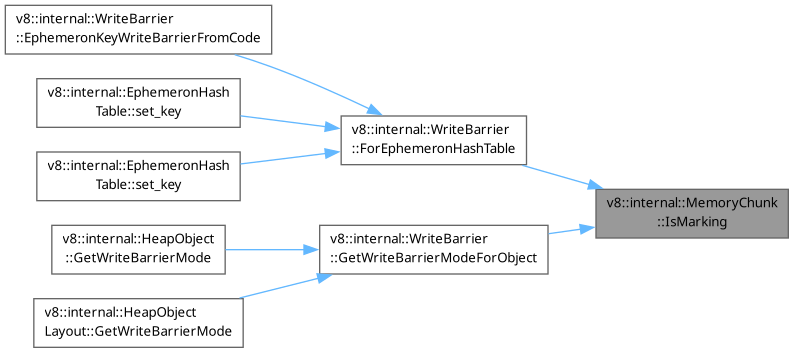 v8::internal::WriteBarrier
::EphemeronKeyWriteBarrierFromCode
v8::internal::EphemeronHash
Table::set_key
v8::internal::EphemeronHash
Table::set_key
v8::internal::HeapObject
::GetWriteBarrierMode
v8::internal::HeapObject
Layout::GetWriteBarrierMode
v8::internal::WriteBarrier
::ForEphemeronHashTable
v8::internal::WriteBarrier
::GetWriteBarrierModeForObject
v8::internal::MemoryChunk
::IsMarking